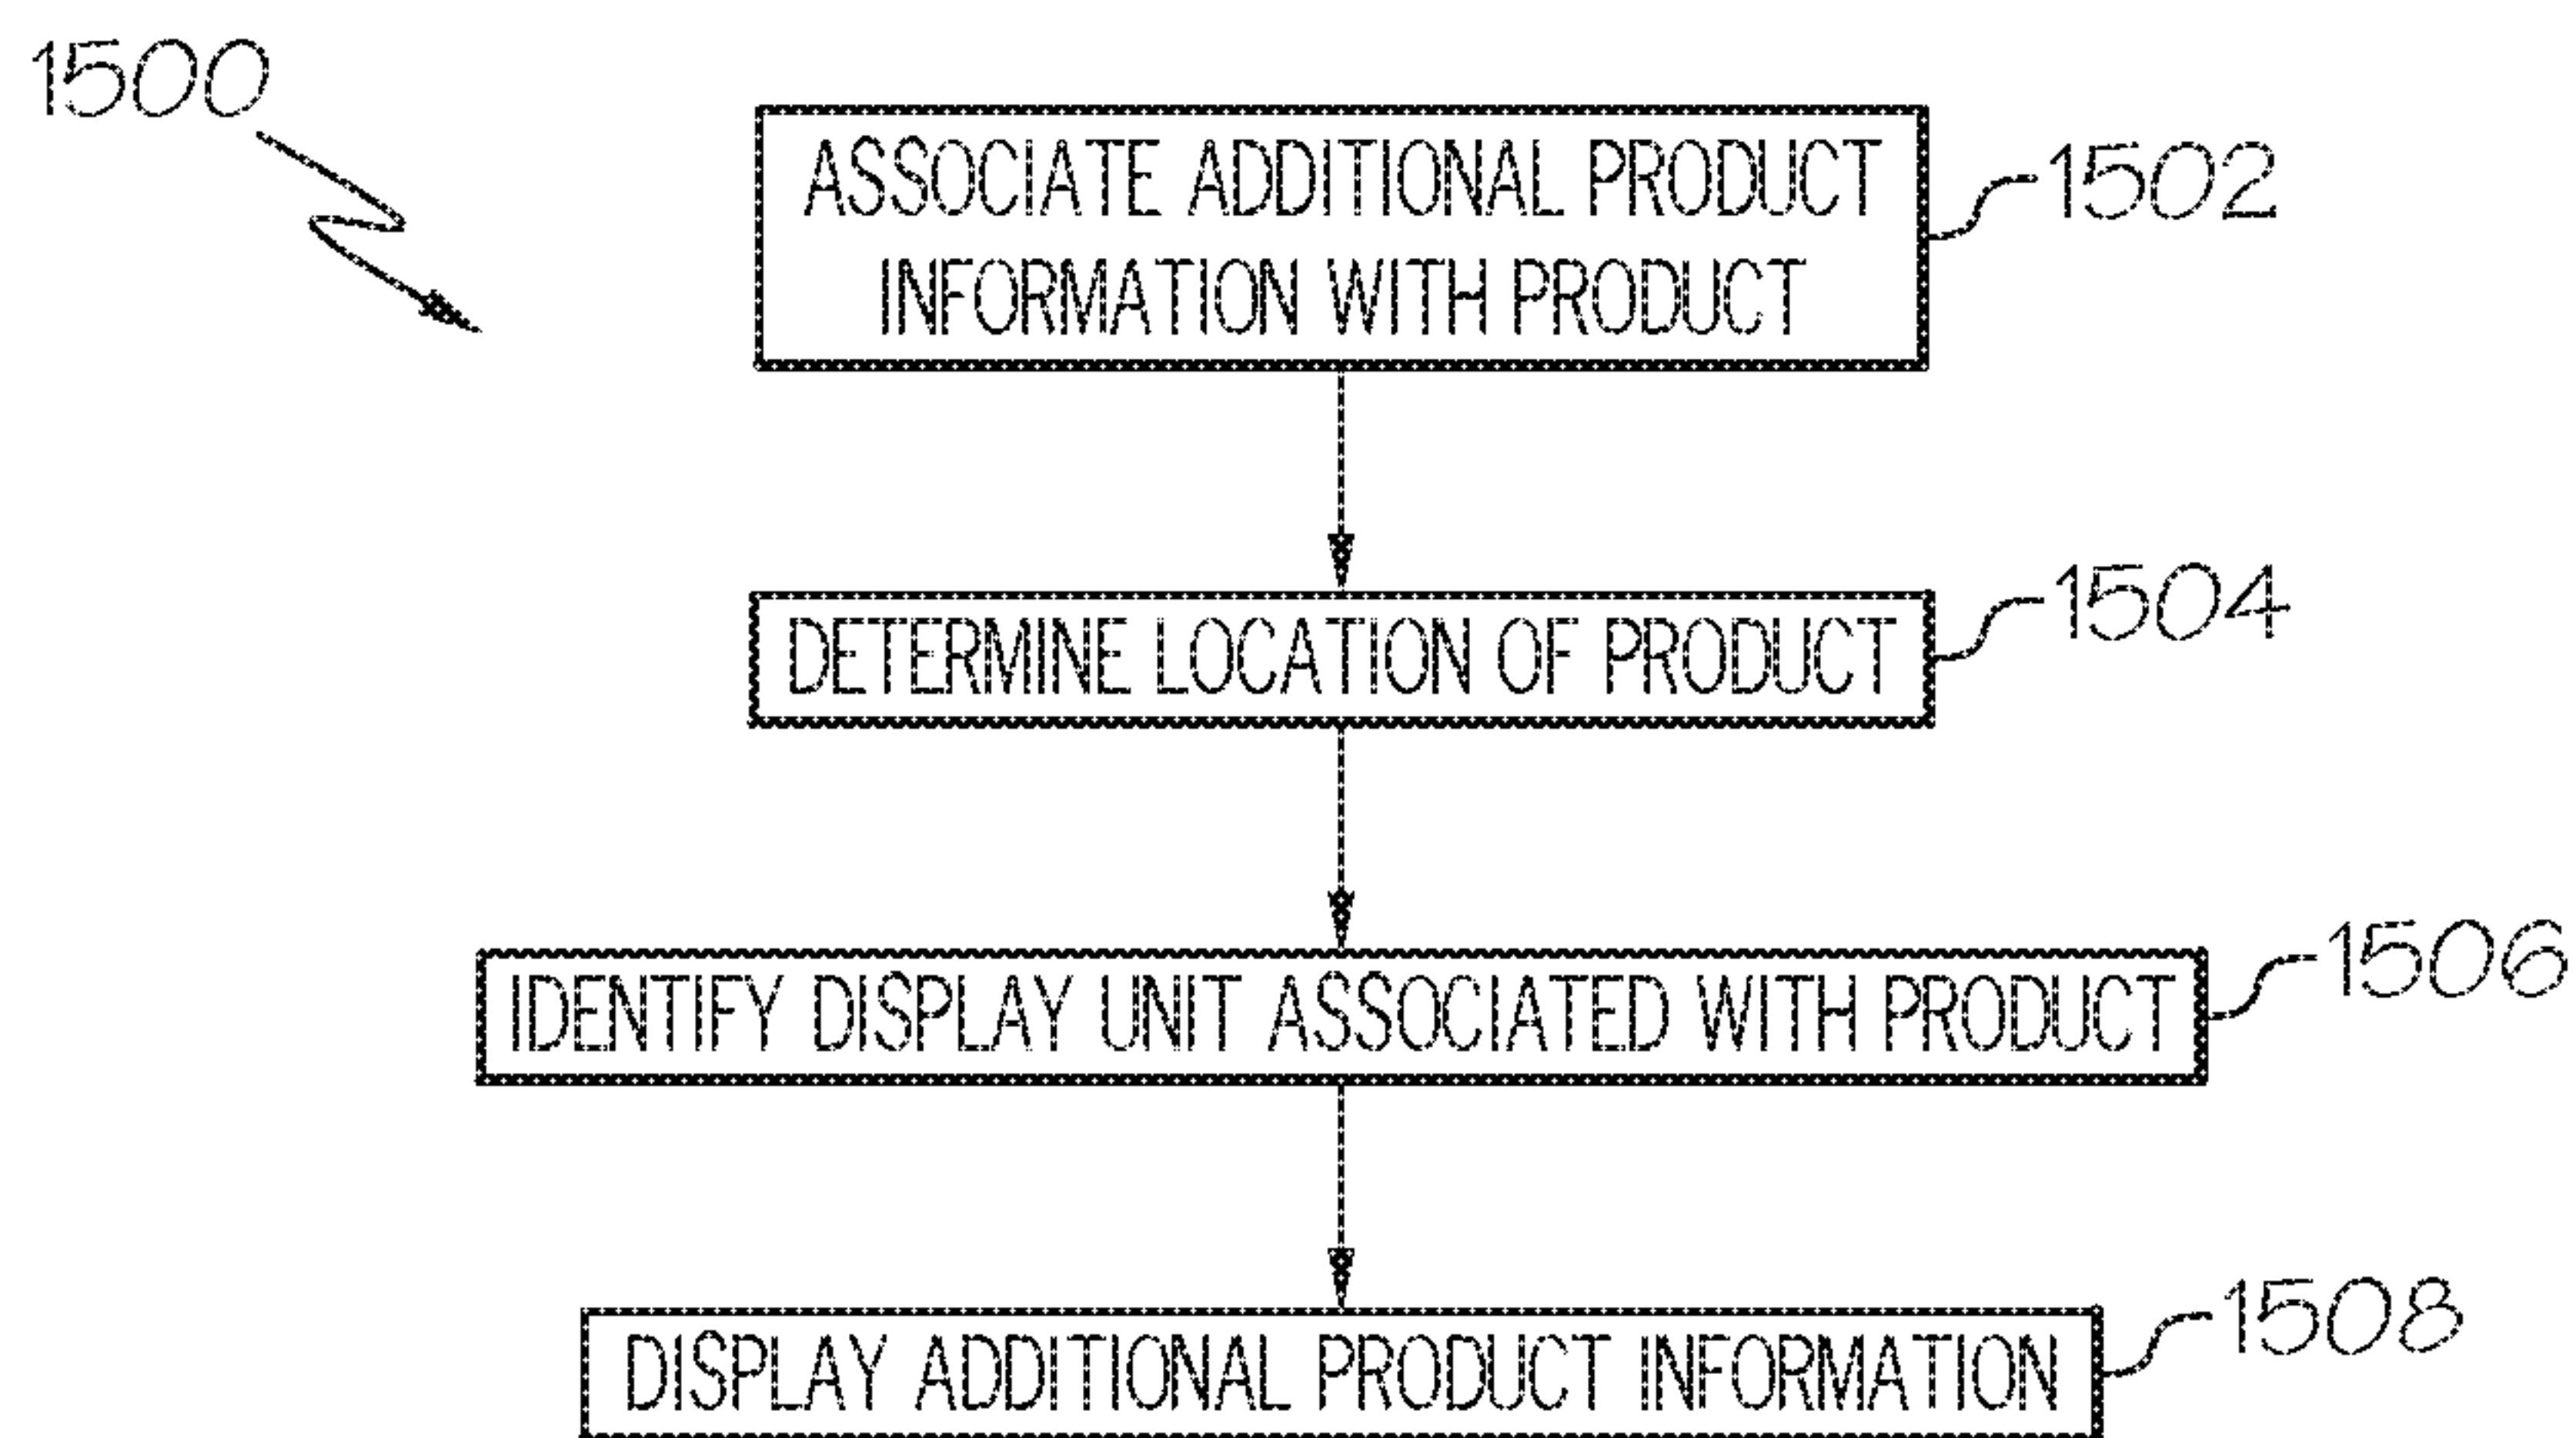 1500
ASSOCIATE ADDITIONAL PRODUCT
INFORMATION WITH PRODUCT
1502
DETERMINE LOCATION OF PRODUCT
1504
IDENTIFY DISPLAY UNIT ASSOCIATED WITH PRODUCT
1506
DISPLAY ADDITIONAL PRODUCT INFORMATION
1508